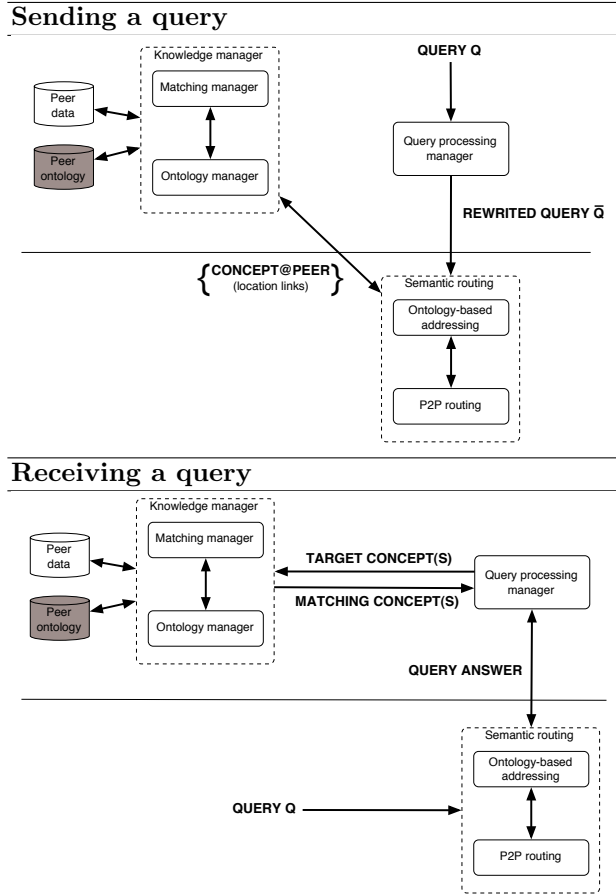 Sending a query
Knowledge manager
QUERY Q
Matching manager
Peer
data
Query processing
manager
Peer
ontology
Ontology manager
REWRITED QUERY Q̅
{CONCEPT@PEER}
(location links)
Semantic routing
Ontology-based
addressing
P2P routing
Receiving a query
Knowledge manager
Matching manager
Peer
data
TARGET CONCEPT(S)
Query processing
manager
MATCHING CONCEPT(S)
Peer
ontology
Ontology manager
QUERY ANSWER
Semantic routing
Ontology-based
addressing
QUERY Q
P2P routing